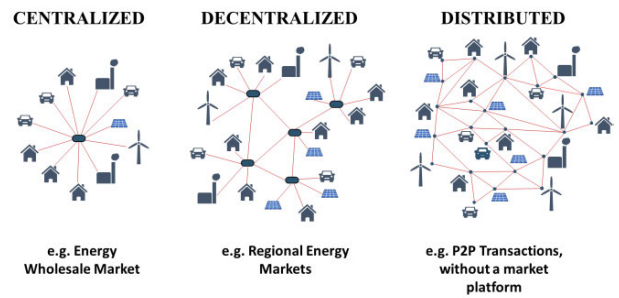 CENTRALIZED
DECENTRALIZED
DISTRIBUTED
e.g. Energy
Wholesale Market
e.g. Regional Energy
Markets
e.g. P2P Transactions,
without a market
platform